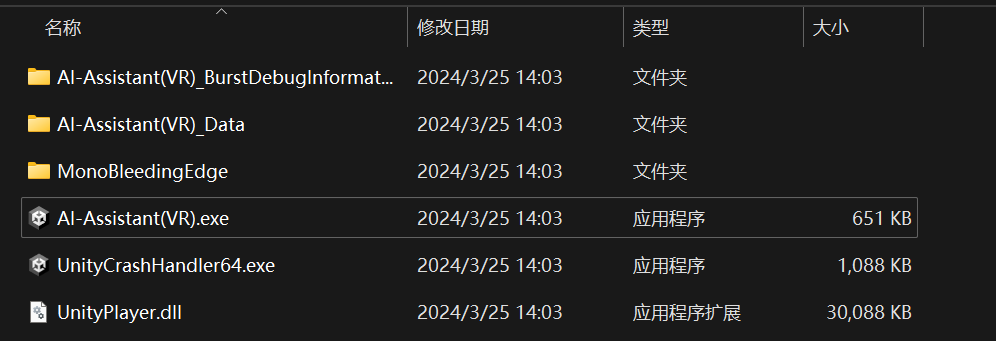 名称 修改日期 类型 大小
AI-Assistant(VR)_BurstDebugInformat... 2024/3/25 14:03 文件夹
AI-Assistant(VR)_Data 2024/3/25 14:03 文件夹
MonoBleedingEdge 2024/3/25 14:03 文件夹
AI-Assistant(VR).exe 2024/3/25 14:03 应用程序 651 KB
UnityCrashHandler64.exe 2024/3/25 14:03 应用程序 1,088 KB
UnityPlayer.dll 2024/3/25 14:03 应用程序扩展 30,088 KB